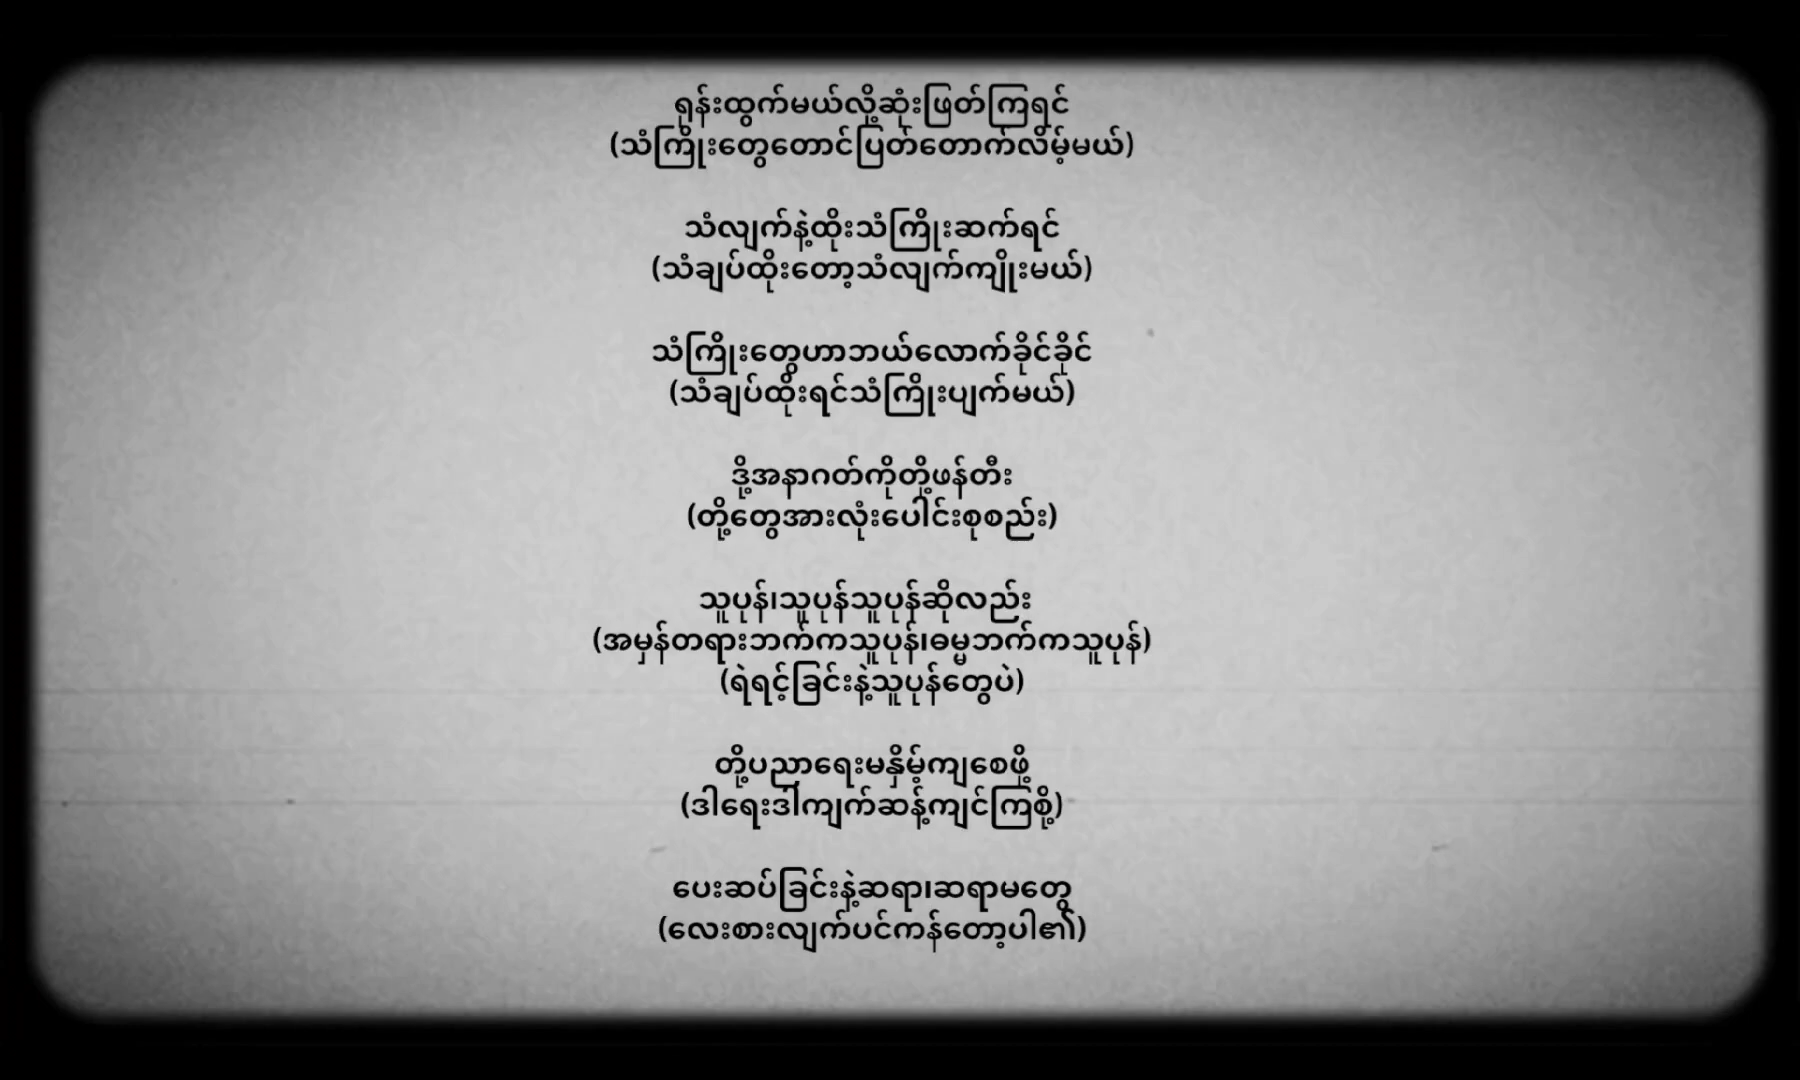 ရုန်းထွက်မယ်လို့ဆုံးဖြတ်ကြရင်
(သံကြိုးတွေတောင်ပြတ်တောက်လိမ့်မယ်)
သံလျက်နဲ့ထိုးသံကြိုးဆက်ရင်
(သံချပ်ထိုးတော့သံလျက်ကျိုးမယ်)
သံကြိုးတွေဟာဘယ်လောက်ခိုင်ခိုင်
(သံချပ်ထိုးရင်သံကြိုးပျက်မယ်)
ဒို့အနာဂတ်ကိုတို့ဖန်တီး
(တို့တွေအားလုံးပေါင်းစုစည်း)
သူပုန်၊သူပုန်သူပုန်ဆိုလည်း
(အမှန်တရားဘက်ကသူပုန်၊ဓမ္မဘက်ကသူပုန်)
(ရဲရင့်ခြင်းနဲ့သူပုန်တွေပဲ)
တို့ပညာရေးမနှိမ့်ကျစေဖို့
(ဒါရေးဒါကျက်ဆန့်ကျင်ကြစို့)
ပေးဆပ်ခြင်းနဲ့ဆရာ၊ဆရာမတွေ
(လေးစားလျက်ပင်ကန်တော့ပါ၏)